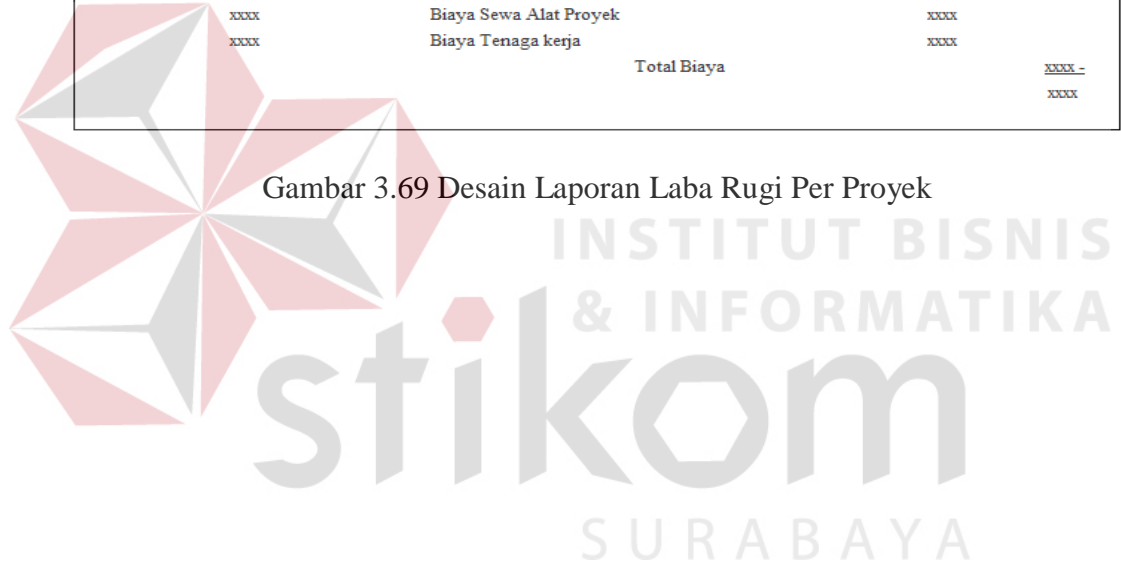 xxxx Biaya Sewa Alat Proyek xxxx
xxxx Biaya Tenaga kerja xxxx
Total Biaya xxxx -
xxxx
Gambar 3.69 Desain Laporan Laba Rugi Per Proyek
INSTITUT BISNIS
& INFORMATIKA
stikom
SURABAYA